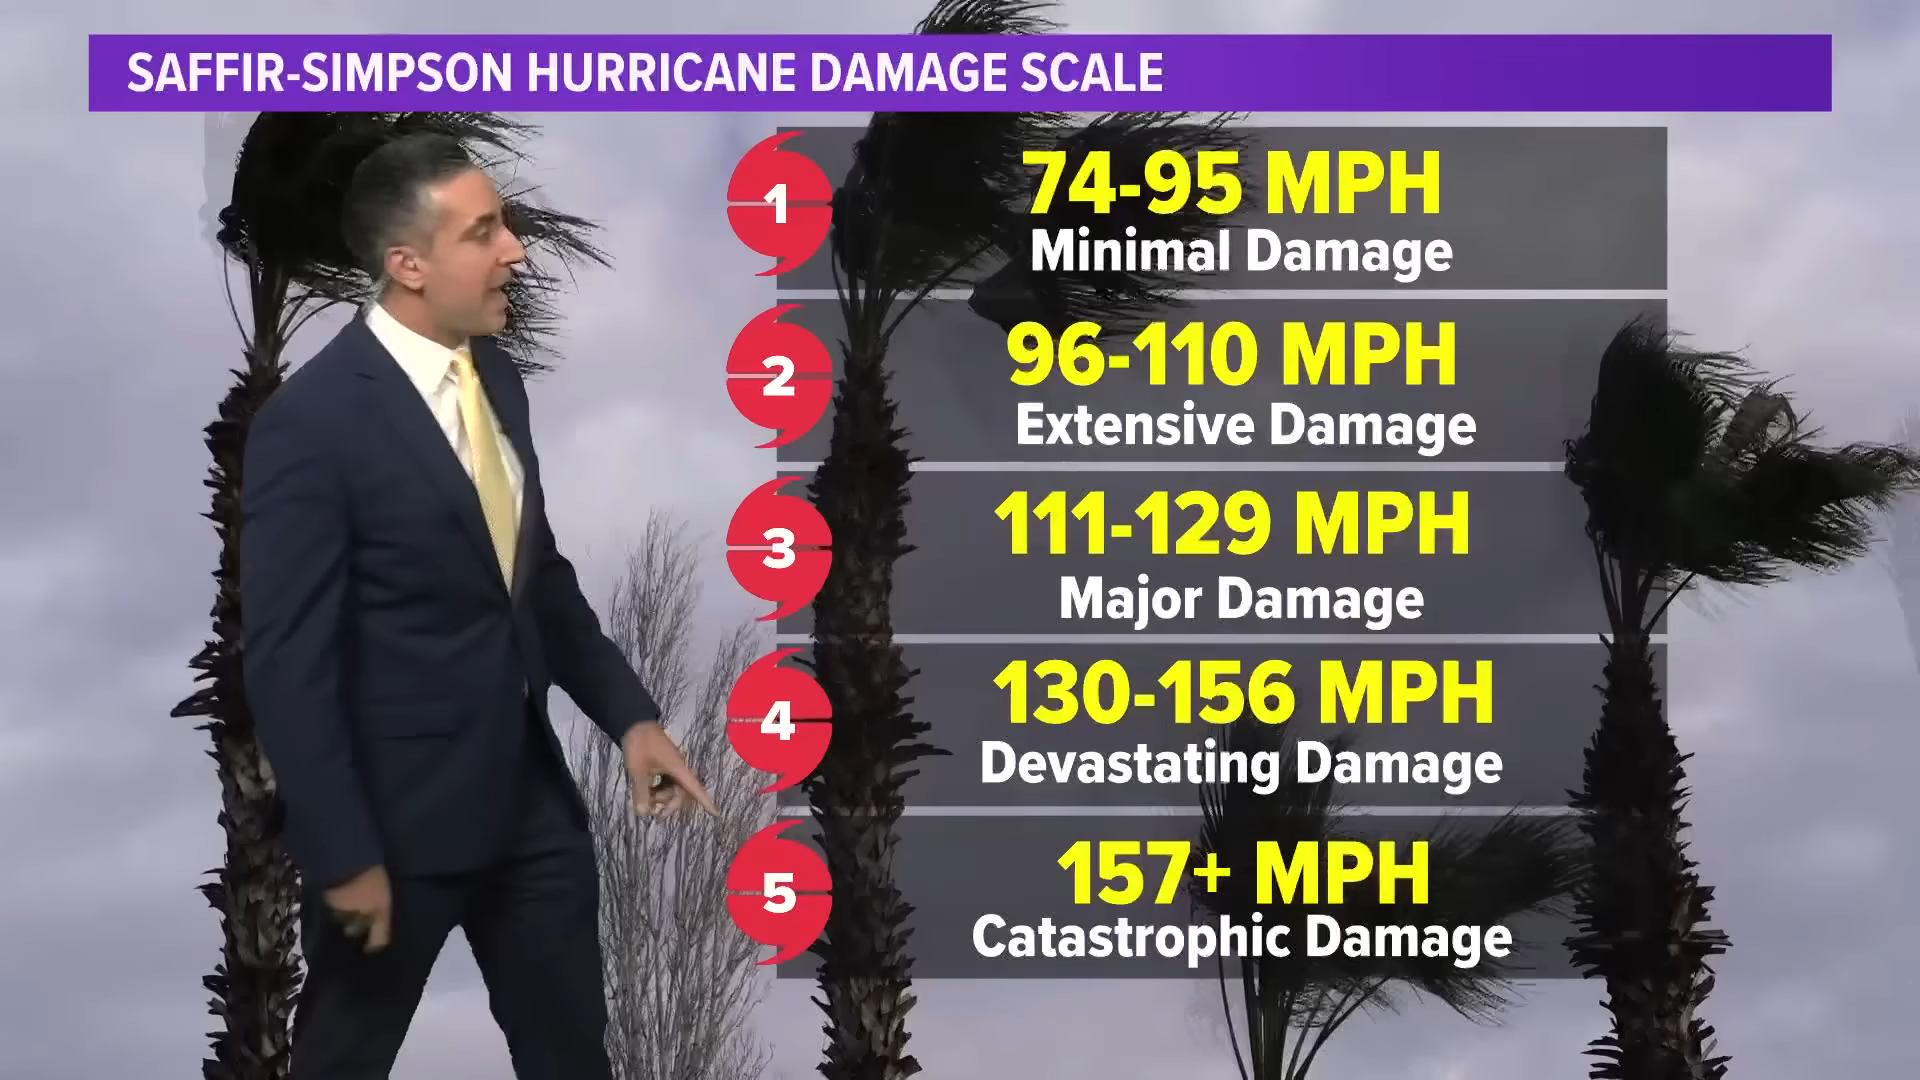 SAFFIR-SIMPSON HURRICANE DAMAGE SCALE
1
74-95 MPH
Minimal Damage
2
96-110 MPH
Extensive Damage
3
111-129 MPH
Major Damage
4
130-156 MPH
Devastating Damage
5
157+ MPH
Catastrophic Damage